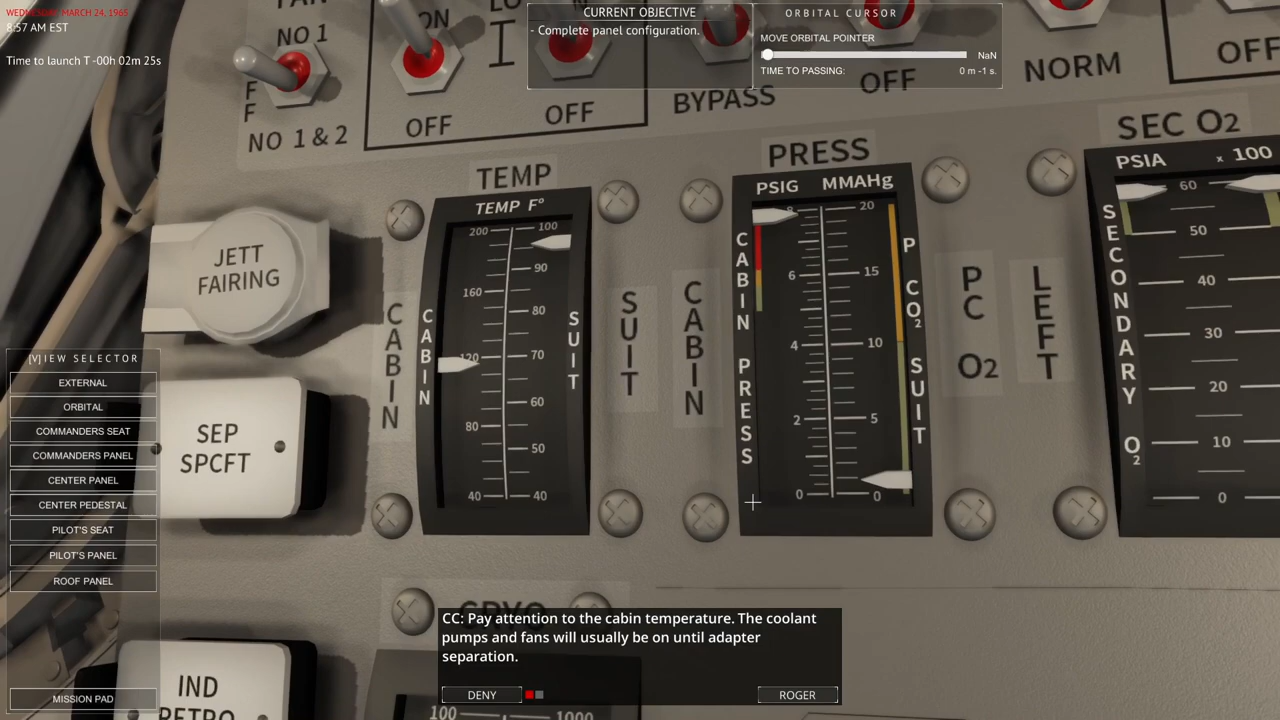 WEDNESDAY, MARCH 24, 1965
8:57 AM EST
Time to launch T -00h 02m 25s
CURRENT OBJECTIVE
- Complete panel configuration.
ORBITAL CURSOR
MOVE ORBITAL POINTER
NaN
TIME TO PASSING:
0 m -1 s.
NO 1
ON
NO 1 & 2
OFF
OFF
BYPASS
OFF
NORM
OFF
JETT
FAIRING
SEP
SPCFT
IND
RETRO
TEMP
TEMP F°
200
160
120
80
40
100
90
80
70
60
50
40
CABIN
CABIN
SUIT
SUIT
PRESS
PSIG
MMAHg
8
6
4
2
0
20
15
10
5
0
CABIN
CABIN PRESS
P CO2 SUIT
PC O2
LEFT
SEC O2
PSIA
x 100
60
50
40
30
20
10
0
SECONDARY O2
CRYO
100
1000
[V]IEW SELECTOR
EXTERNAL
ORBITAL
COMMANDERS SEAT
COMMANDERS PANEL
CENTER PANEL
CENTER PEDESTAL
PILOT'S SEAT
PILOT'S PANEL
ROOF PANEL
MISSION PAD
CC: Pay attention to the cabin temperature. The coolant
pumps and fans will usually be on until adapter
separation.
DENY
ROGER